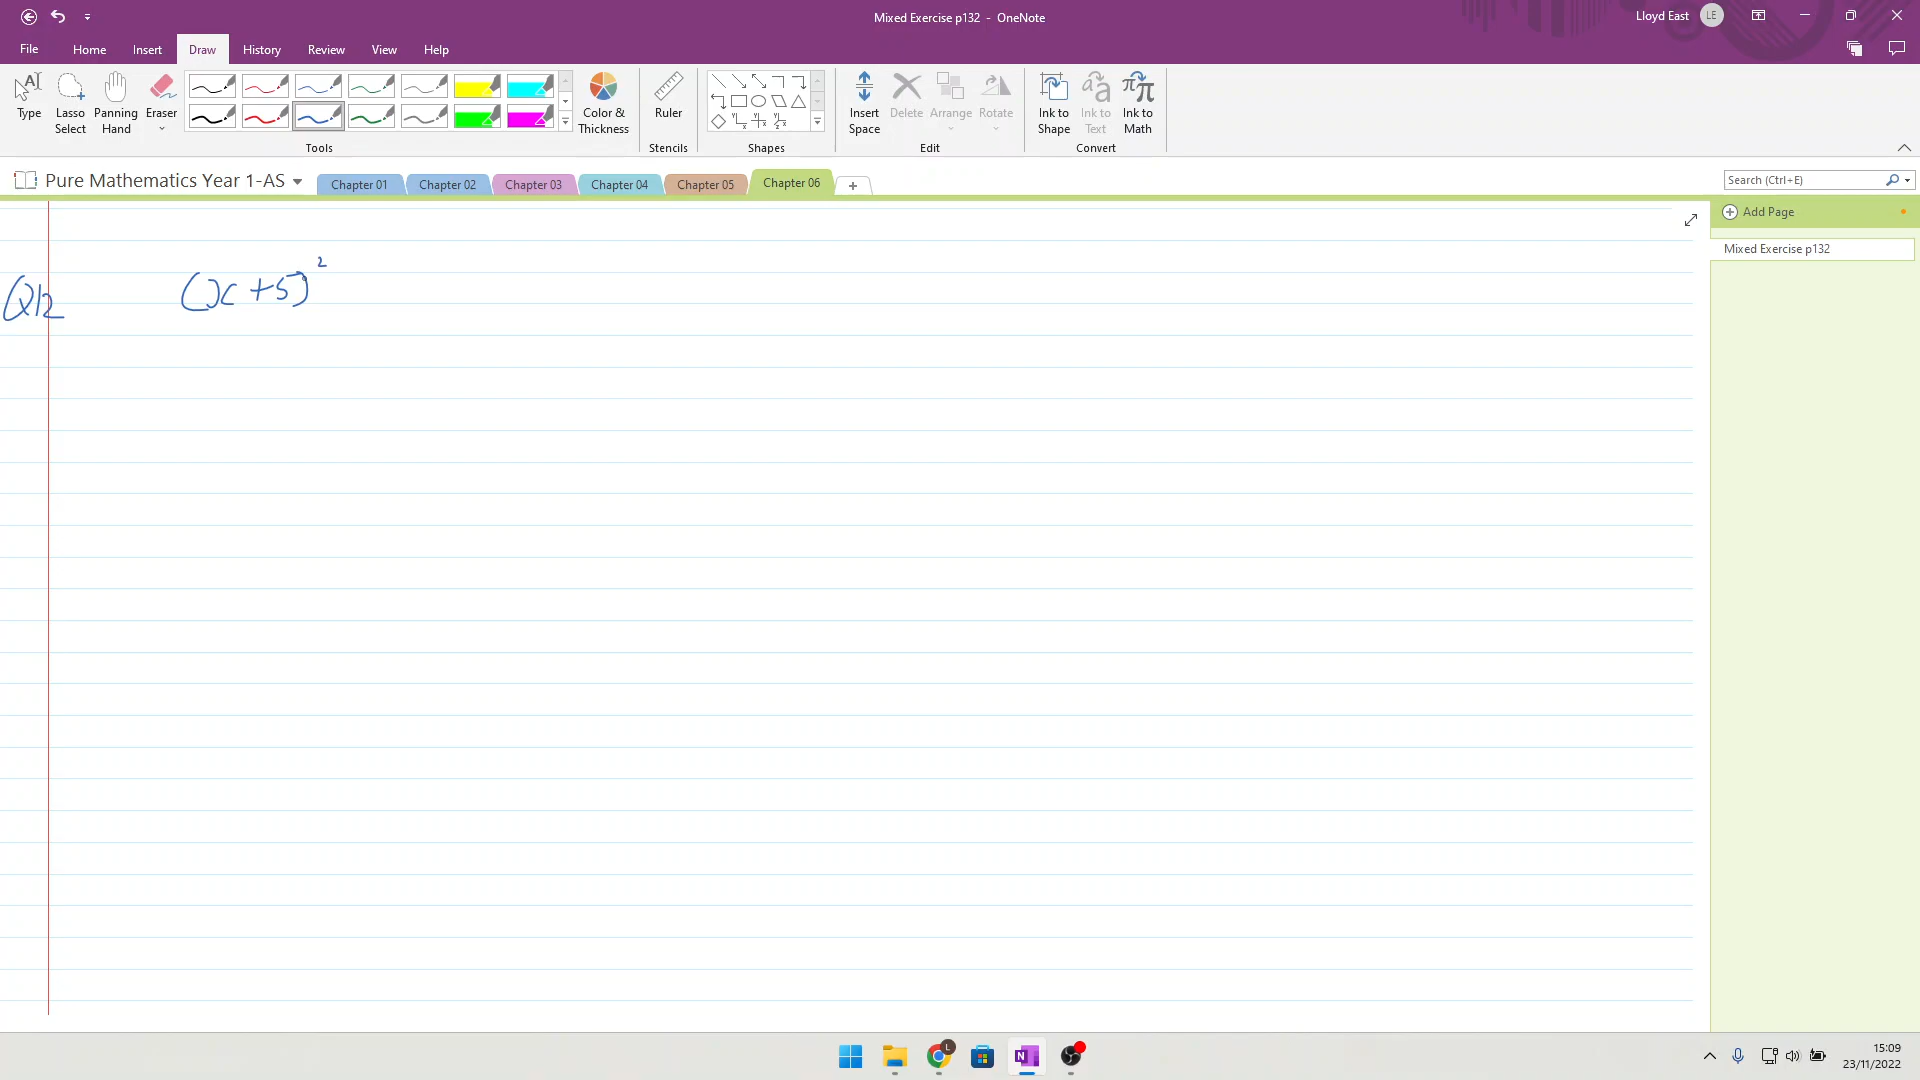 Mixed Exercise p132 - OneNote
Lloyd East LE
File Home Insert Draw History Review View Help
Type
Lasso Select
Panning Hand
Eraser
Color & Thickness
Tools
Ruler
Stencils
Shapes
Insert Space
Delete
Arrange
Rotate
Edit
Ink to Shape
Ink to Text
Ink to Math
Convert
Pure Mathematics Year 1-AS Chapter 01 Chapter 02 Chapter 03 Chapter 04 Chapter 05 Chapter 06
Search (Ctrl+E)
Add Page
Mixed Exercise p132
Q12 (x+5)²
L
N
15:09
23/11/2022